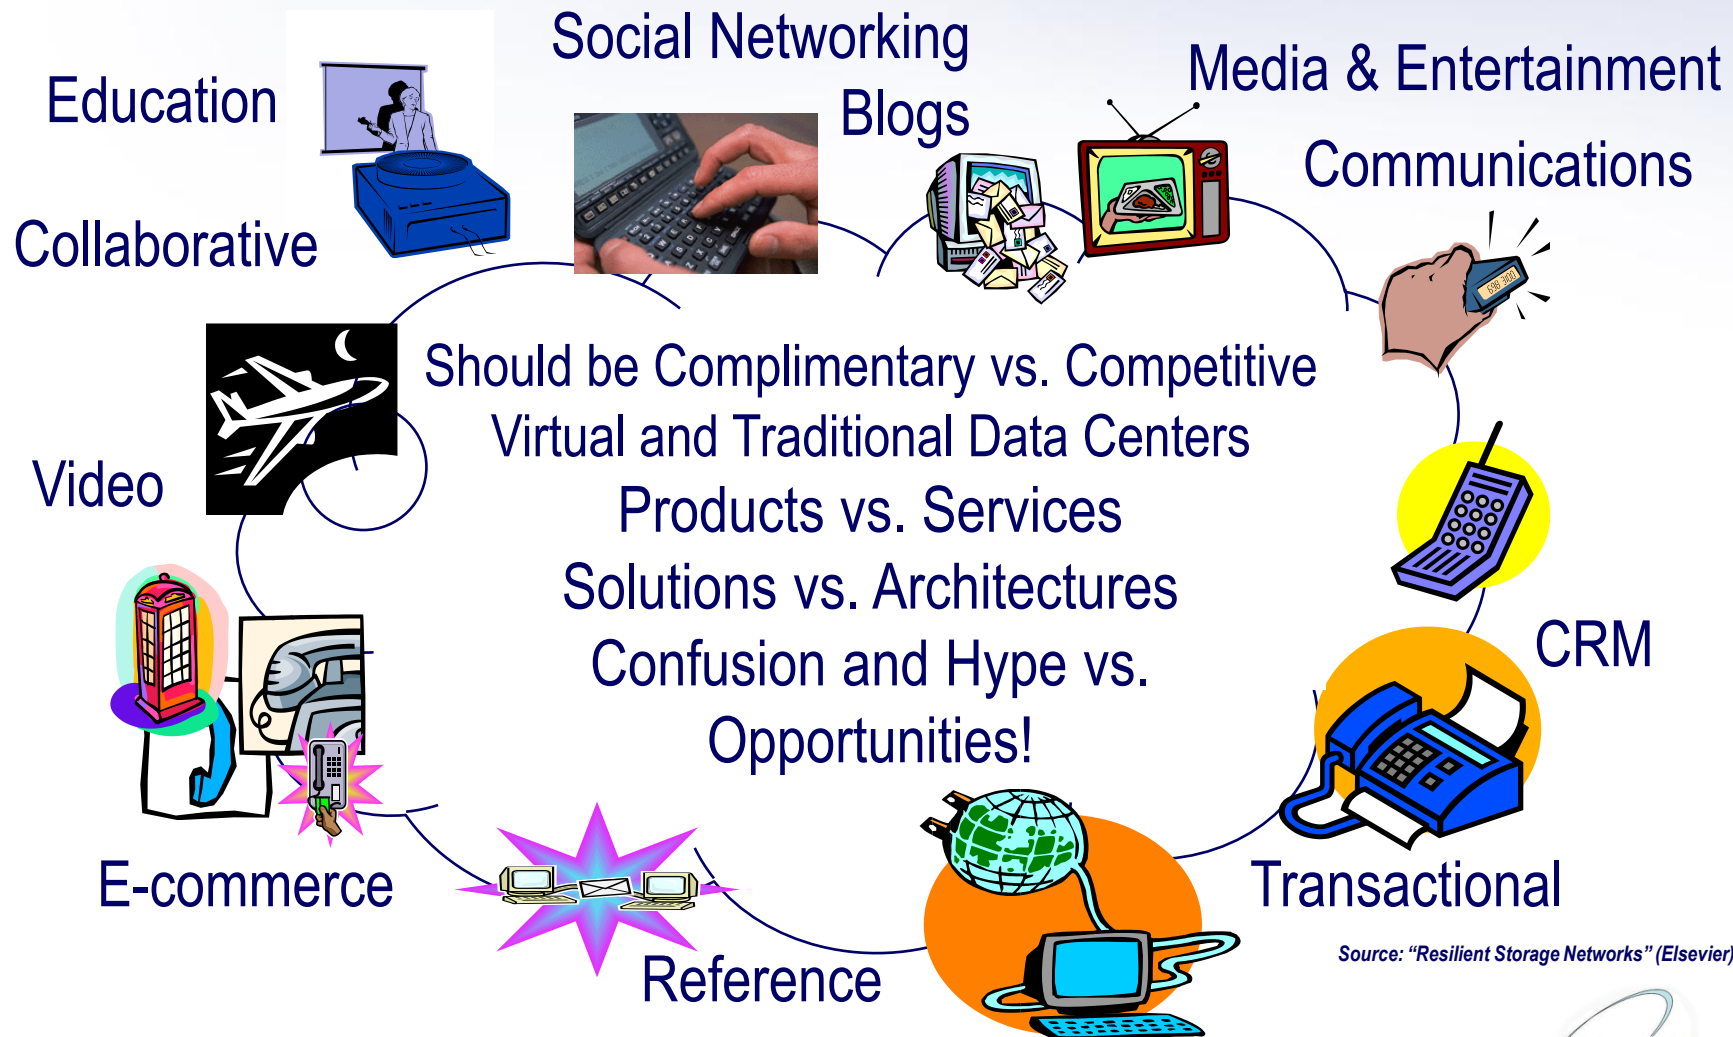 Social Networking
Blogs
Media & Entertainment
Communications
Education
Collaborative
Should be Complimentary vs. Competitive
Virtual and Traditional Data Centers
Products vs. Services
Solutions vs. Architectures
Confusion and Hype vs.
Opportunities!
Video
CRM
E-commerce
Transactional
Reference
Source: “Resilient Storage Networks” (Elsevier)